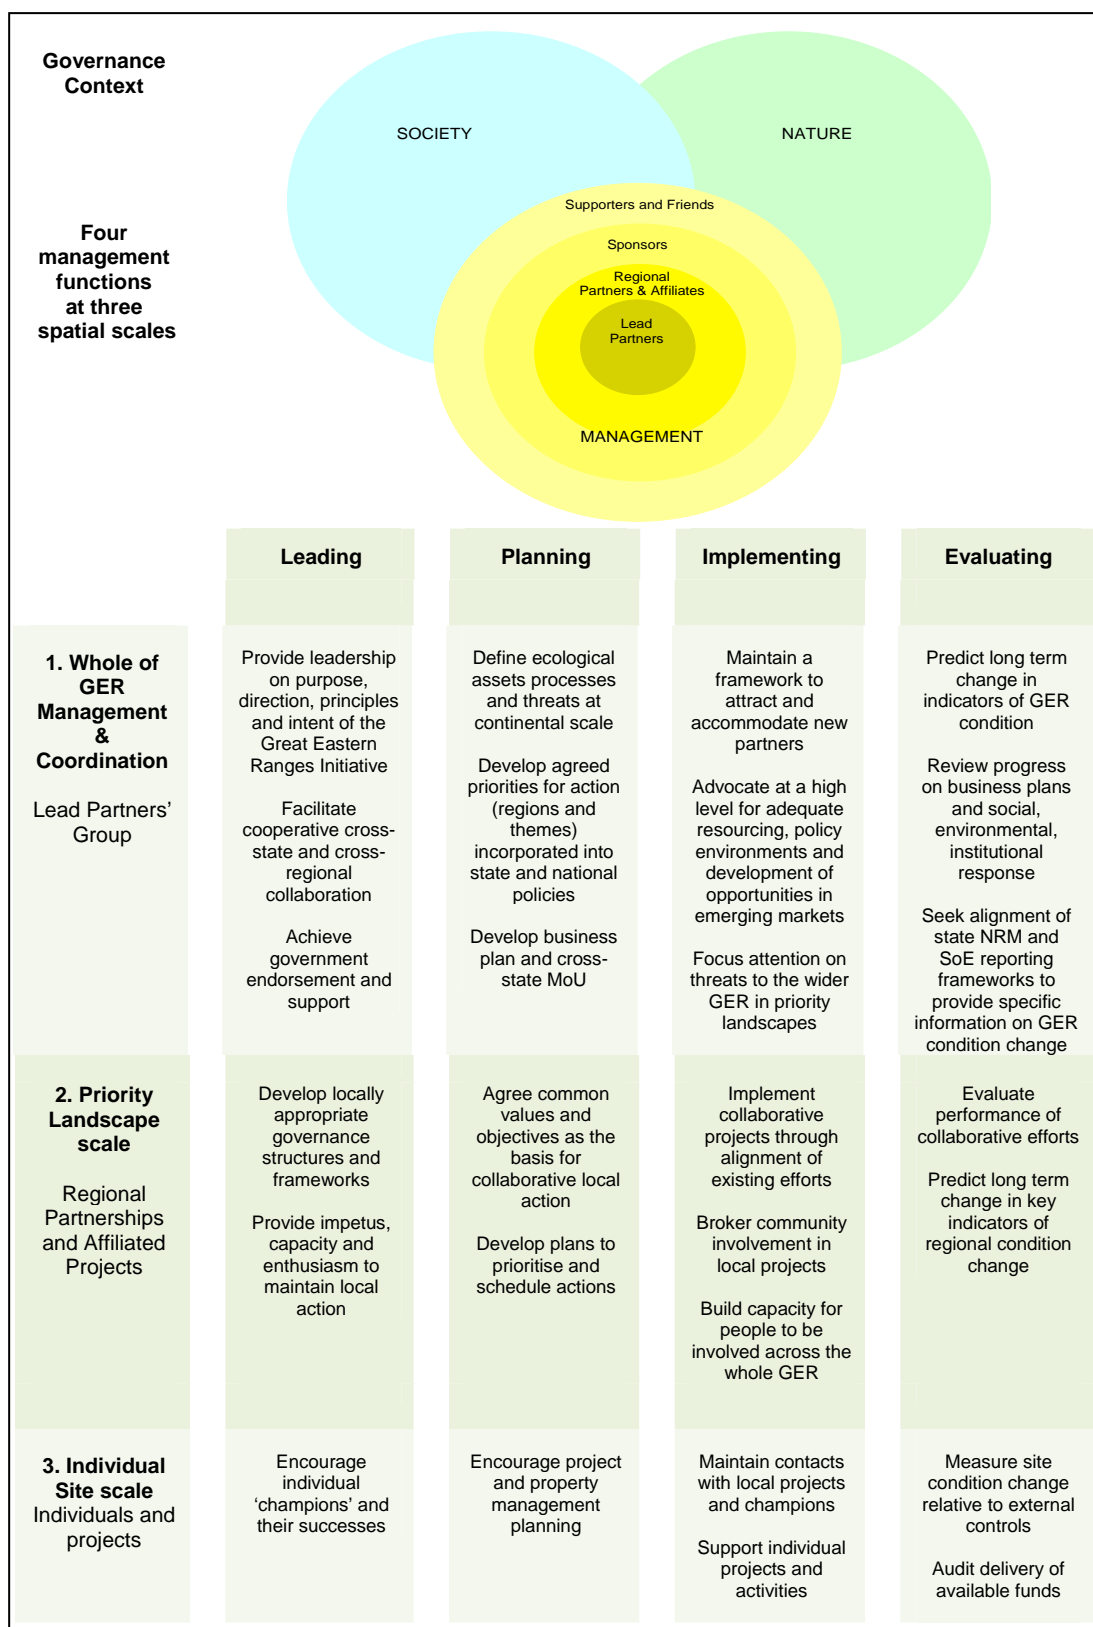 Governance
Context
SOCIETY
NATURE
Four
management
functions
at three
spatial scales
Supporters and Friends
Sponsors
Regional
Partners & Affiliates
Lead
Partners
MANAGEMENT
Leading
Planning
Implementing
Evaluating
1. Whole of
GER
Management
&
Coordination
Lead Partners’
Group
Provide leadership
on purpose,
direction, principles
and intent of the
Great Eastern
Ranges Initiative
Facilitate
cooperative cross-
state and cross-
regional
collaboration
Achieve
government
endorsement and
support
Define ecological
assets processes
and threats at
continental scale
Develop agreed
priorities for action
(regions and
themes)
incorporated into
state and national
policies
Develop business
plan and cross-
state MoU
Maintain a
framework to
attract and
accommodate new
partners
Advocate at a high
level for adequate
resourcing, policy
environments and
development of
opportunities in
emerging markets
Focus attention on
threats to the wider
GER in priority
landscapes
Predict long term
change in
indicators of GER
condition
Review progress
on business plans
and social,
environmental,
institutional
response
Seek alignment of
state NRM and
SoE reporting
frameworks to
provide specific
information on GER
condition change
2. Priority
Landscape
scale
Regional
Partnerships
and Affiliated
Projects
Develop locally
appropriate
governance
structures and
frameworks
Provide impetus,
capacity and
enthusiasm to
maintain local
action
Agree common
values and
objectives as the
basis for
collaborative local
action
Develop plans to
prioritise and
schedule actions
Implement
collaborative
projects through
alignment of
existing efforts
Broker community
involvement in
local projects
Build capacity for
people to be
involved across the
whole GER
Evaluate
performance of
collaborative efforts
Predict long term
change in key
indicators of
regional condition
change
3. Individual
Site scale
Individuals and
projects
Encourage
individual
‘champions’ and
their successes
Encourage project
and property
management
planning
Maintain contacts
with local projects
and champions
Support individual
projects and
activities
Measure site
condition change
relative to external
controls
Audit delivery of
available funds